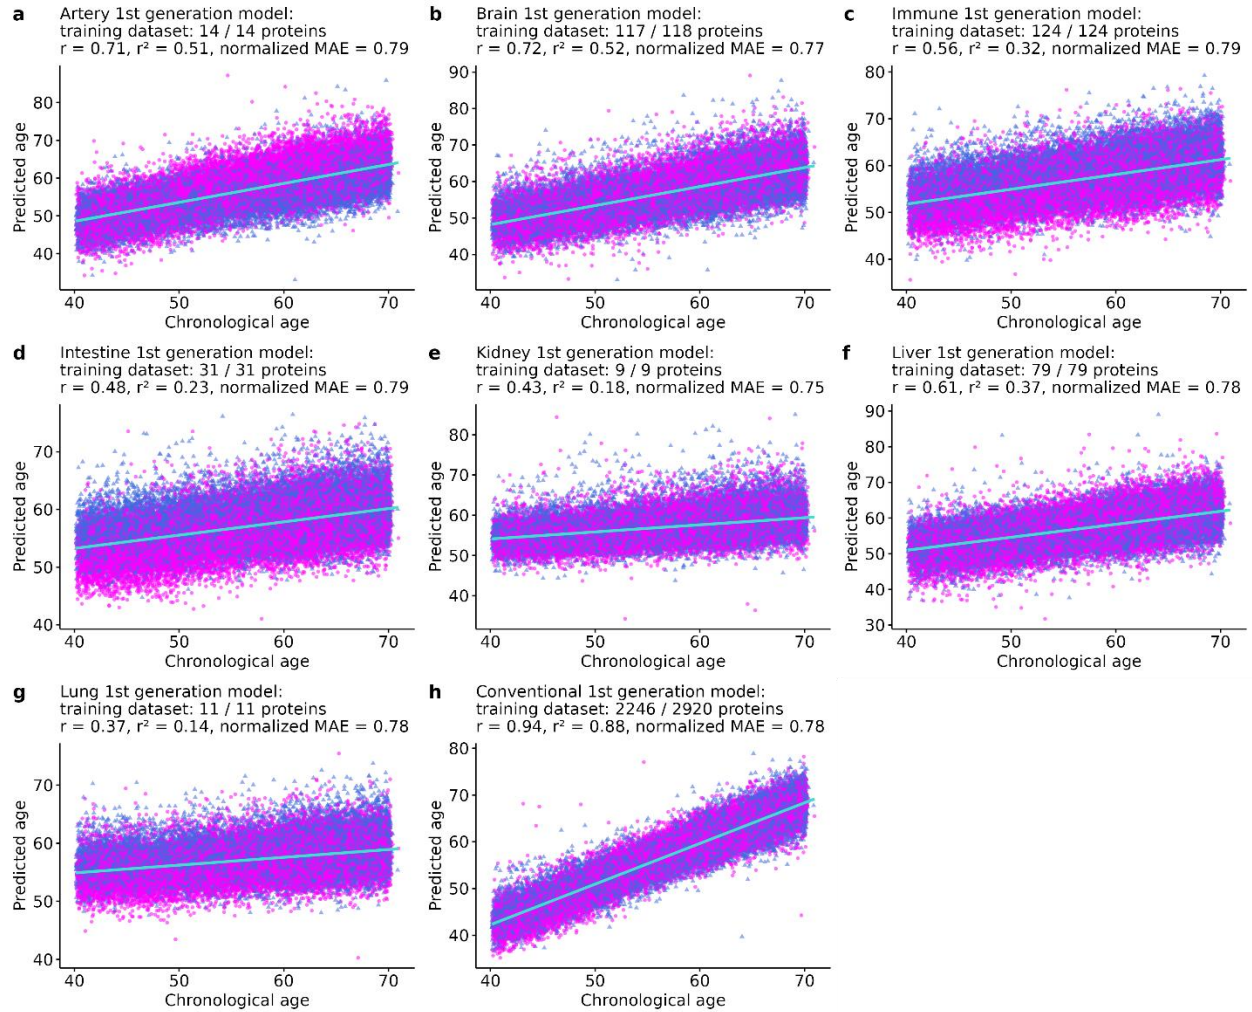 a Artery 1st generation model:
training dataset: 14 / 14 proteins
r = 0.71, r² = 0.51, normalized MAE = 0.79
80
70
60
50
40
Predicted age
40 50 60 70
Chronological age
b Brain 1st generation model:
training dataset: 117 / 118 proteins
r = 0.72, r² = 0.52, normalized MAE = 0.77
90
80
70
60
50
40
Predicted age
40 50 60 70
Chronological age
c Immune 1st generation model:
training dataset: 124 / 124 proteins
r = 0.56, r² = 0.32, normalized MAE = 0.79
80
70
60
50
40
Predicted age
40 50 60 70
Chronological age
d Intestine 1st generation model:
training dataset: 31 / 31 proteins
r = 0.48, r² = 0.23, normalized MAE = 0.79
70
60
50
40
Predicted age
40 50 60 70
Chronological age
e Kidney 1st generation model:
training dataset: 9 / 9 proteins
r = 0.43, r² = 0.18, normalized MAE = 0.75
80
70
60
50
40
Predicted age
40 50 60 70
Chronological age
f Liver 1st generation model:
training dataset: 79 / 79 proteins
r = 0.61, r² = 0.37, normalized MAE = 0.78
90
80
70
60
50
40
30
Predicted age
40 50 60 70
Chronological age
g Lung 1st generation model:
training dataset: 11 / 11 proteins
r = 0.37, r² = 0.14, normalized MAE = 0.78
70
60
50
40
Predicted age
40 50 60 70
Chronological age
h Conventional 1st generation model:
training dataset: 2246 / 2920 proteins
r = 0.94, r² = 0.88, normalized MAE = 0.78
80
70
60
50
40
Predicted age
40 50 60 70
Chronological age